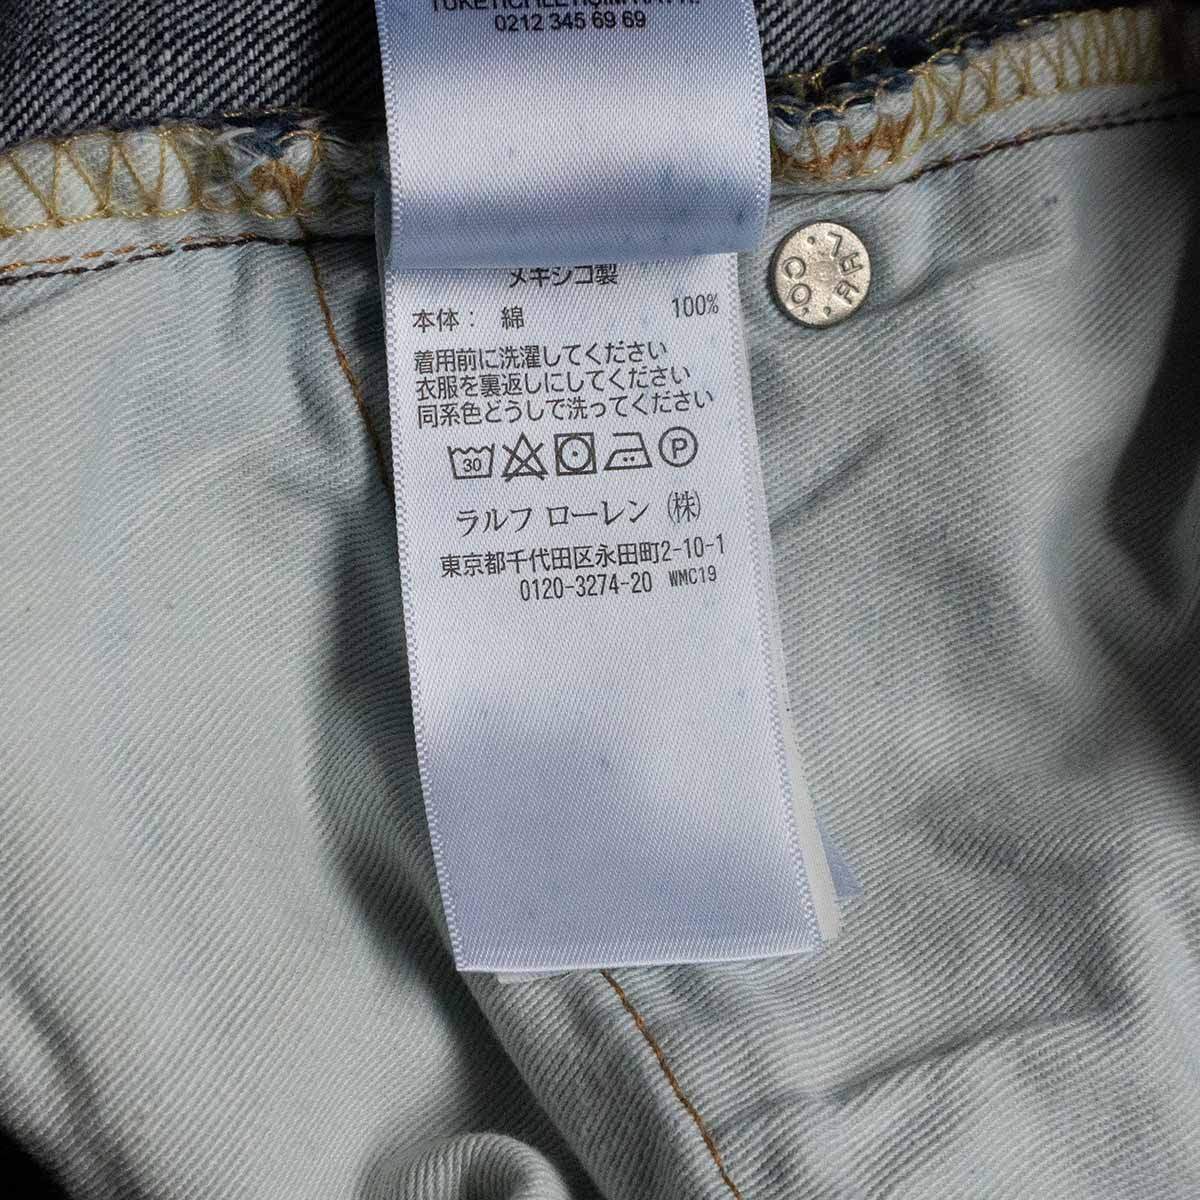 0212 345 69 69
メキシコ製
本体： 綿 100%
着用前に洗濯してください
衣服を裏返しにしてください
同系色どうしで洗ってください
30 P
ラルフ ローレン (株)
東京都千代田区永田町2-10-1
0120-3274-20 WMC19
RRL
CO